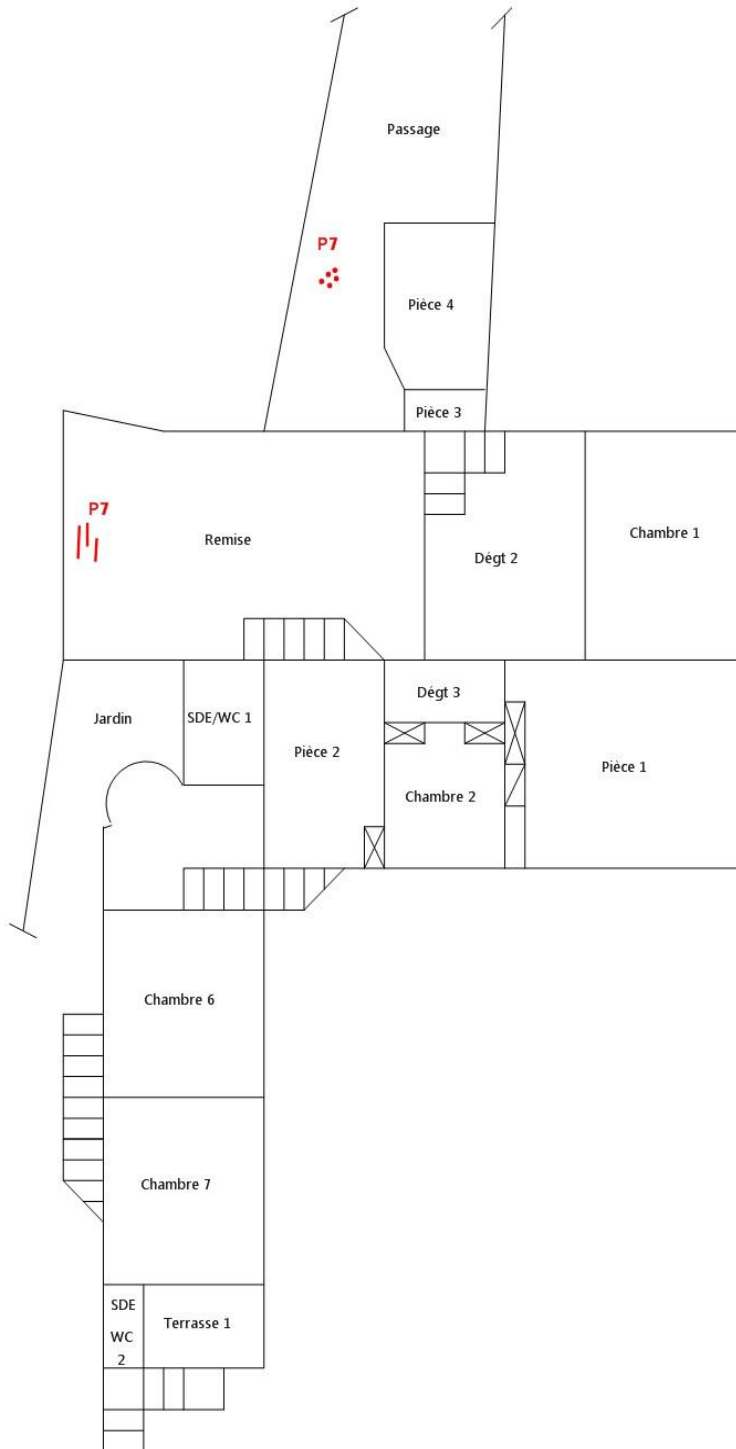 Passage
P7
Pièce 4
Pièce 3
P7
Remise
Dégt 2
Chambre 1
Jardin
SDE/WC 1
Pièce 2
Dégt 3
Chambre 2
Pièce 1
Chambre 6
Chambre 7
SDE
WC
2
Terrasse 1